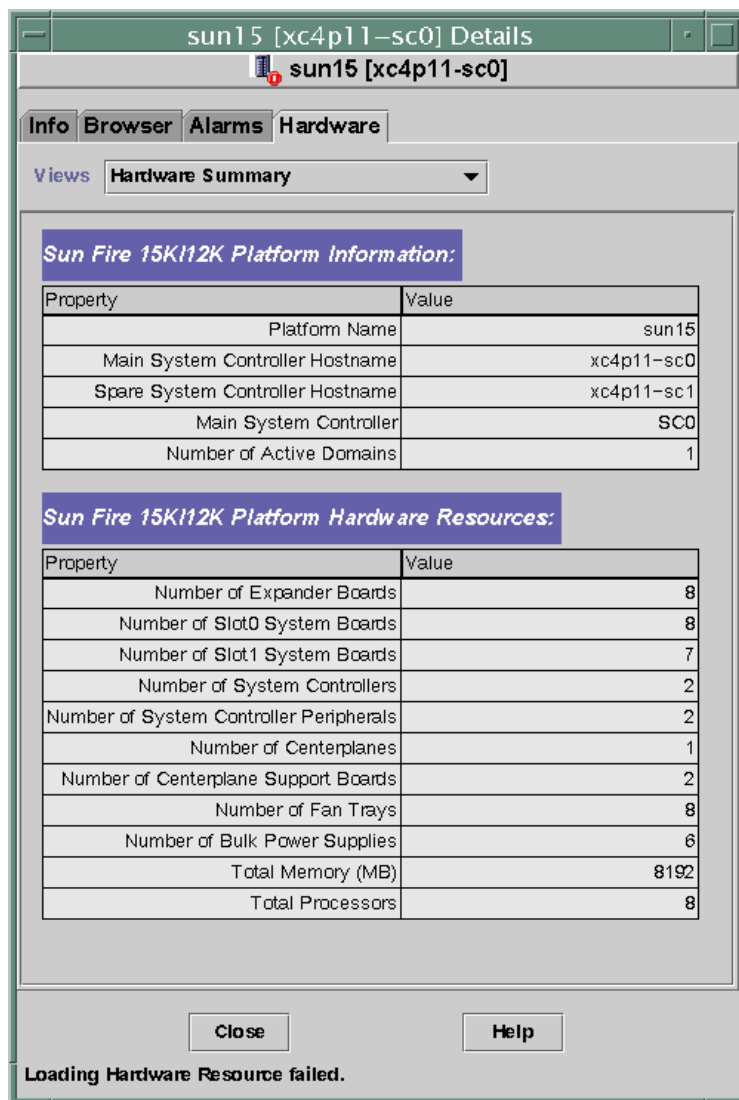 sun15 [xc4p11-sc0] Details
sun15 [xc4p11-sc0]
Info Browser Alarms Hardware
Views Hardware Summary
Sun Fire 15K/12K Platform Information:
Property Value
Platform Name sun15
Main System Controller Hostname xc4p11-sc0
Spare System Controller Hostname xc4p11-sc1
Main System Controller SC0
Number of Active Domains 1
Sun Fire 15K/12K Platform Hardware Resources:
Property Value
Number of Expander Boards 8
Number of Slot0 System Boards 8
Number of Slot1 System Boards 7
Number of System Controllers 2
Number of System Controller Peripherals 2
Number of Centerplanes 1
Number of Centerplane Support Boards 2
Number of Fan Trays 8
Number of Bulk Power Supplies 6
Total Memory (MB) 8192
Total Processors 8
Close Help
Loading Hardware Resource failed.